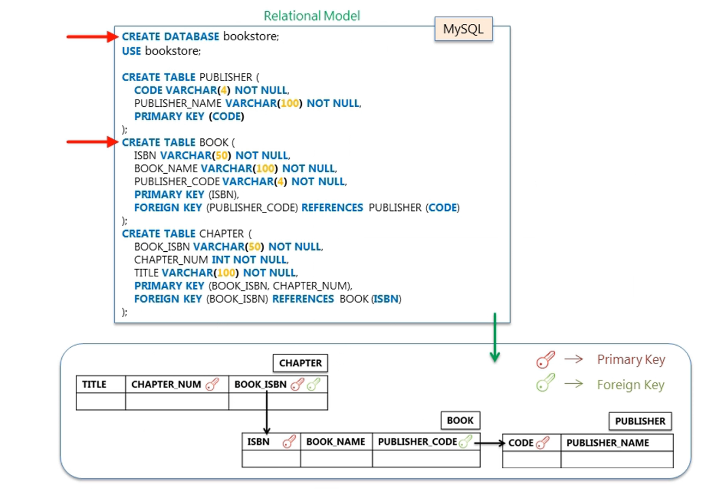 Relational Model
MySQL
CREATE DATABASE bookstore;
USE bookstore;
CREATE TABLE PUBLISHER (
CODE VARCHAR(4) NOT NULL,
PUBLISHER_NAME VARCHAR(100) NOT NULL,
PRIMARY KEY (CODE)
);
CREATE TABLE BOOK (
ISBN VARCHAR(50) NOT NULL,
BOOK_NAME VARCHAR(100) NOT NULL,
PUBLISHER_CODE VARCHAR(4) NOT NULL,
PRIMARY KEY (ISBN),
FOREIGN KEY (PUBLISHER_CODE) REFERENCES PUBLISHER (CODE)
);
CREATE TABLE CHAPTER (
BOOK_ISBN VARCHAR(50) NOT NULL,
CHAPTER_NUM INT NOT NULL,
TITLE VARCHAR(100) NOT NULL,
PRIMARY KEY (BOOK_ISBN, CHAPTER_NUM),
FOREIGN KEY (BOOK_ISBN) REFERENCES BOOK (ISBN)
);
Primary Key
Foreign Key
CHAPTER
TITLE CHAPTER_NUM BOOK_ISBN
BOOK
ISBN BOOK_NAME PUBLISHER_CODE
PUBLISHER
CODE PUBLISHER_NAME